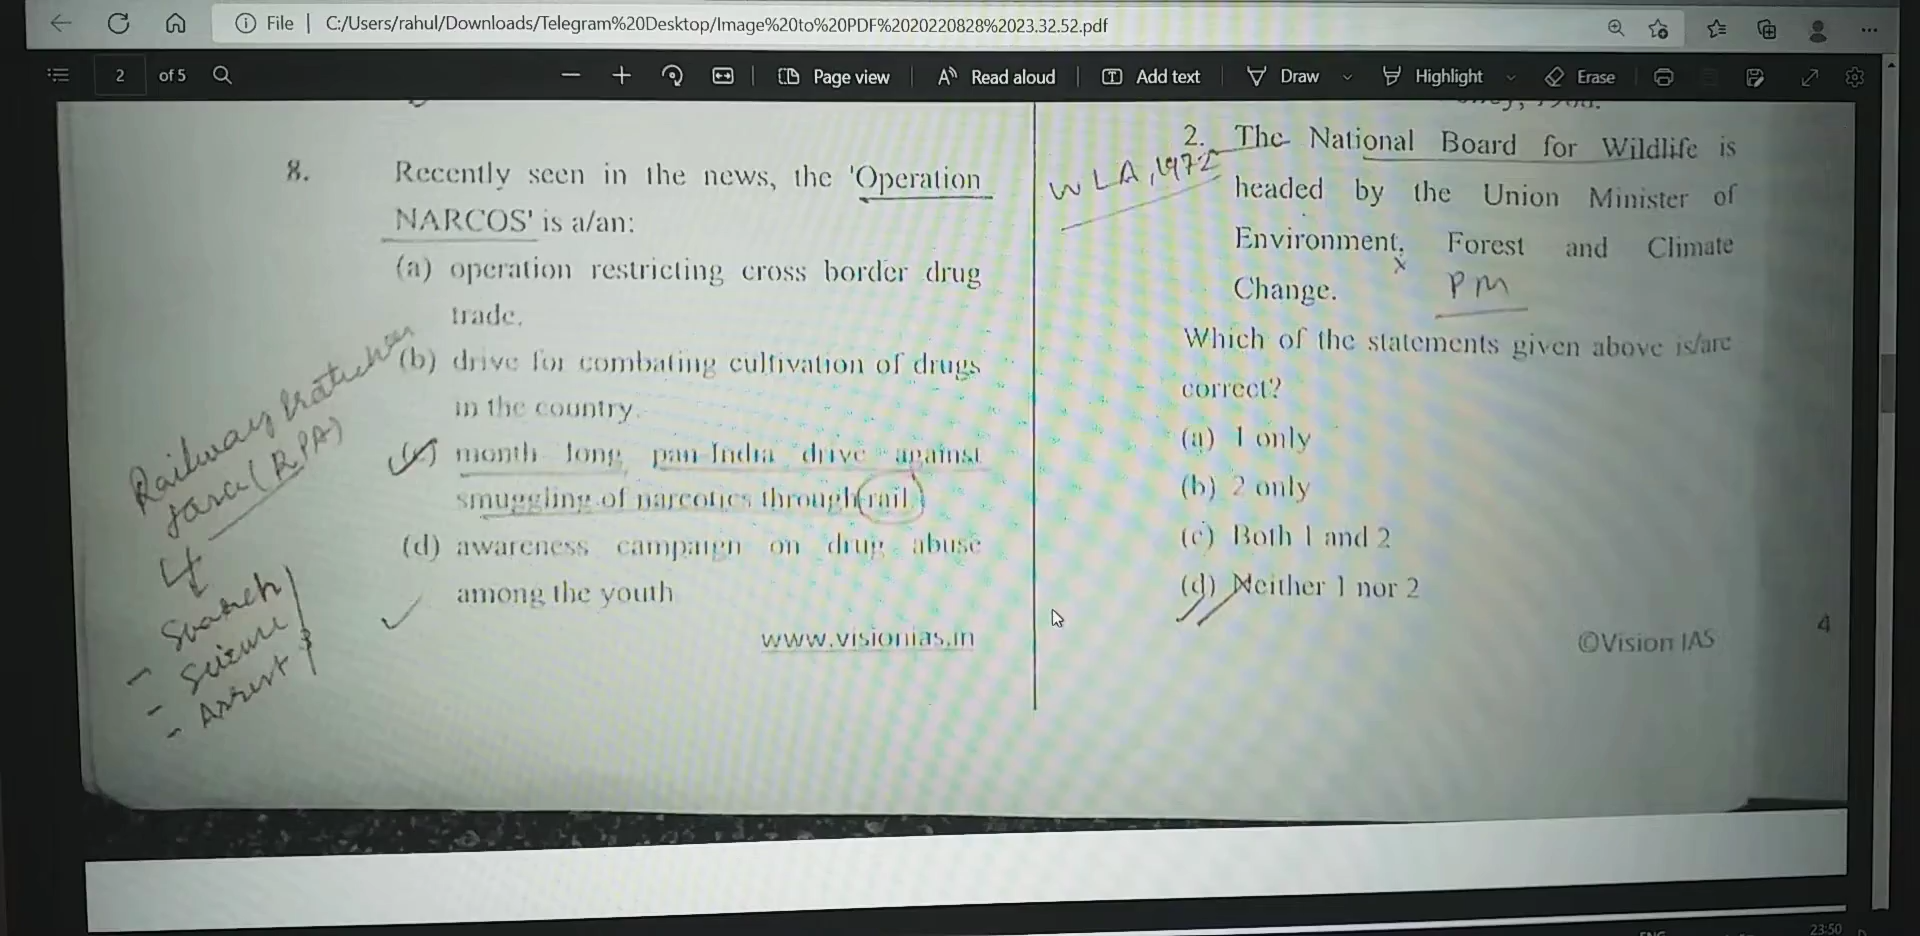 File | C:/Users/rahul/Downloads/Telegram%20Desktop/Image%20to%20PDF%2020220828%2023.32.52.pdf
2 of 5 Page view Read aloud Add text Draw Highlight Erase
8. Recently seen in the news, the 'Operation
NARCOS' is a/an:
(a) operation restricting cross border drug
trade.
(b) drive for combating cultivation of drugs
in the country.
(c) month long pan-India drive against
smuggling of narcotics through rail.
(d) awareness campaign on drug abuse
among the youth
www.visionias.in
Railway
(RPA)
Seizure
Arrest
WLA, 1972
2. The National Board for Wildlife is
headed by the Union Minister of
Environment, Forest and Climate
Change.
PM
Which of the statements given above is/are
correct?
(a) 1 only
(b) 2 only
(c) Both 1 and 2
(d) Neither 1 nor 2
©Vision IAS
4
23:50